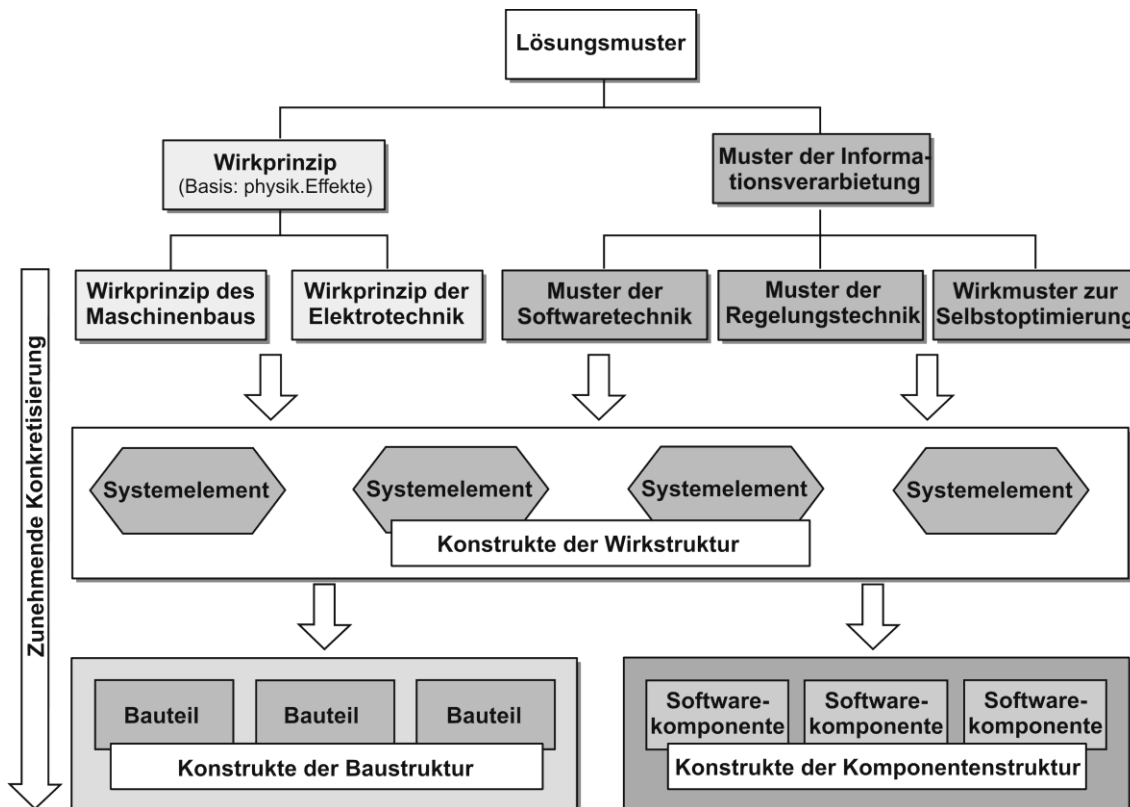 Lösungsmuster
Wirkprinzip
(Basis: physik.Effekte)
Muster der Informa-
tionsverarbietung
Wirkprinzip des
Maschinenbaus
Wirkprinzip der
Elektrotechnik
Muster der
Softwaretechnik
Muster der
Regelungstechnik
Wirkmuster zur
Selbstoptimierung
Zunehmende Konkretisierung
Systemelement
Systemelement
Systemelement
Systemelement
Konstrukte der Wirkstruktur
Bauteil
Bauteil
Bauteil
Konstrukte der Baustruktur
Software-
komponente
Software-
komponente
Software-
komponente
Konstrukte der Komponentenstruktur